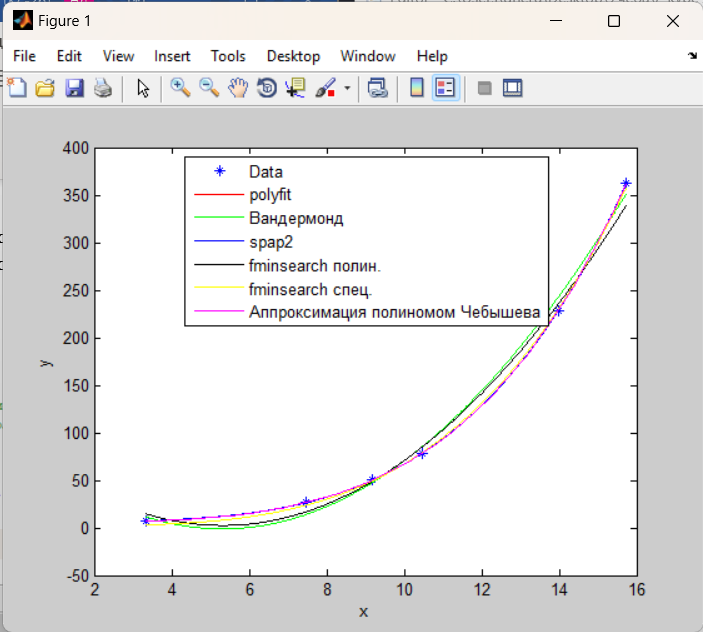 Figure 1
File Edit View Insert Tools Desktop Window Help
400
350
300
250
200
150
100
50
0
-50
y
Data
polyfit
Вандермонд
spap2
fminsearch полин.
fminsearch спец.
Аппроксимация полиномом Чебышева
2 4 6 8 10 12 14 16
x